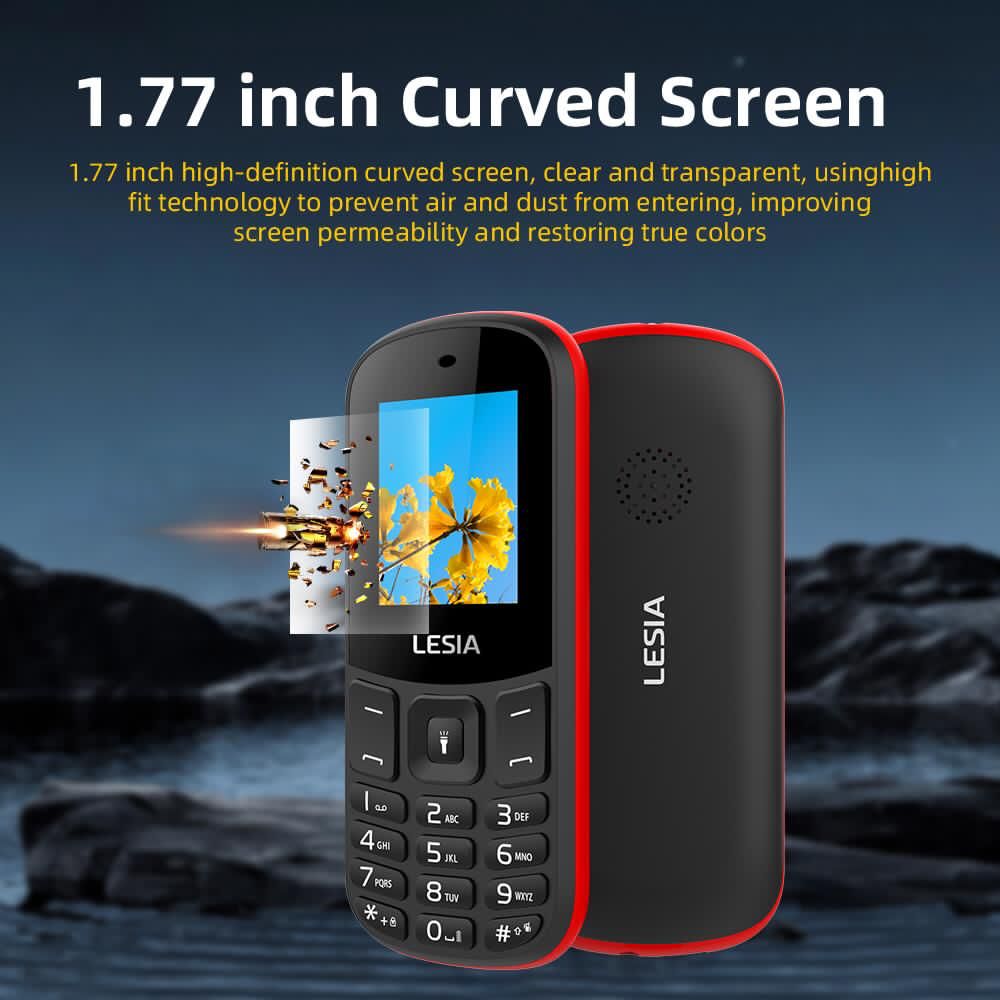 1.77 inch Curved Screen
1.77 inch high-definition curved screen, clear and transparent, usinghigh
fit technology to prevent air and dust from entering, improving
screen permeability and restoring true colors
LESIA
LESIA
1
2 ABC
3 DEF
4 GHI
5 JKL
6 MNO
7 PQRS
8 TUV
9 WXYZ
* +
0
#